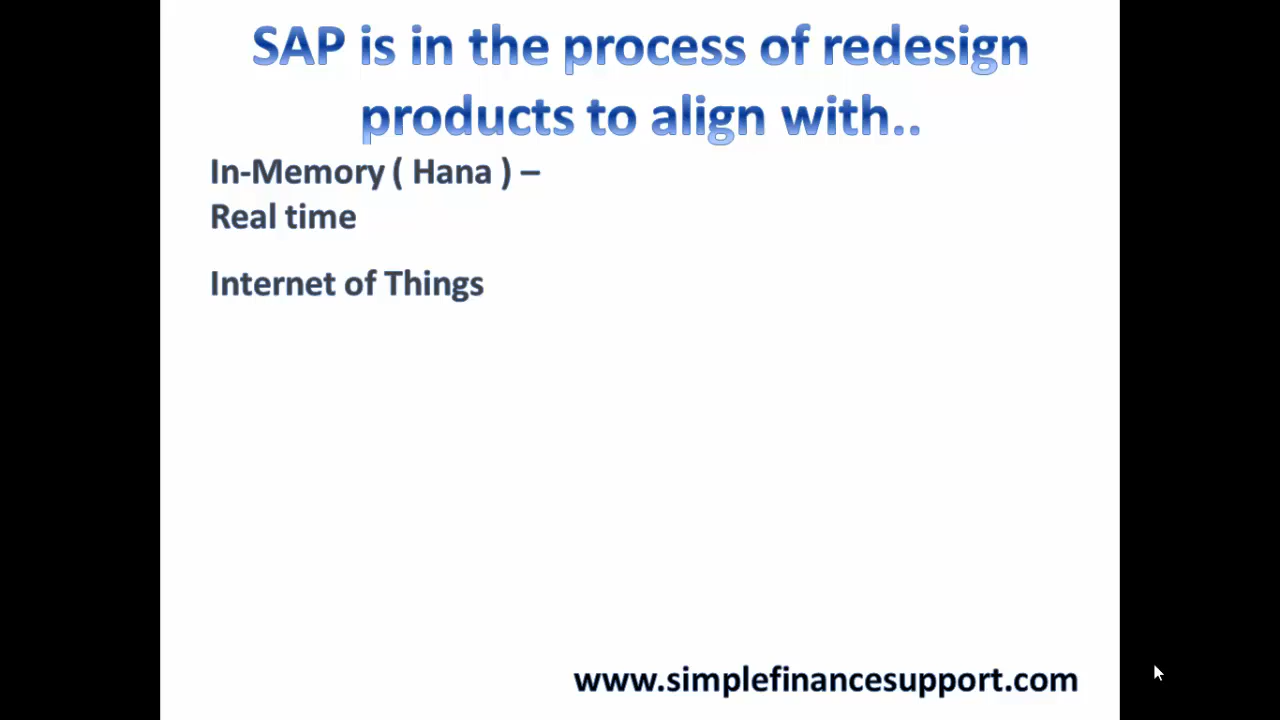 SAP is in the process of redesign
products to align with..
In-Memory ( Hana ) –
Real time
Internet of Things
www.simplefinancesupport.com